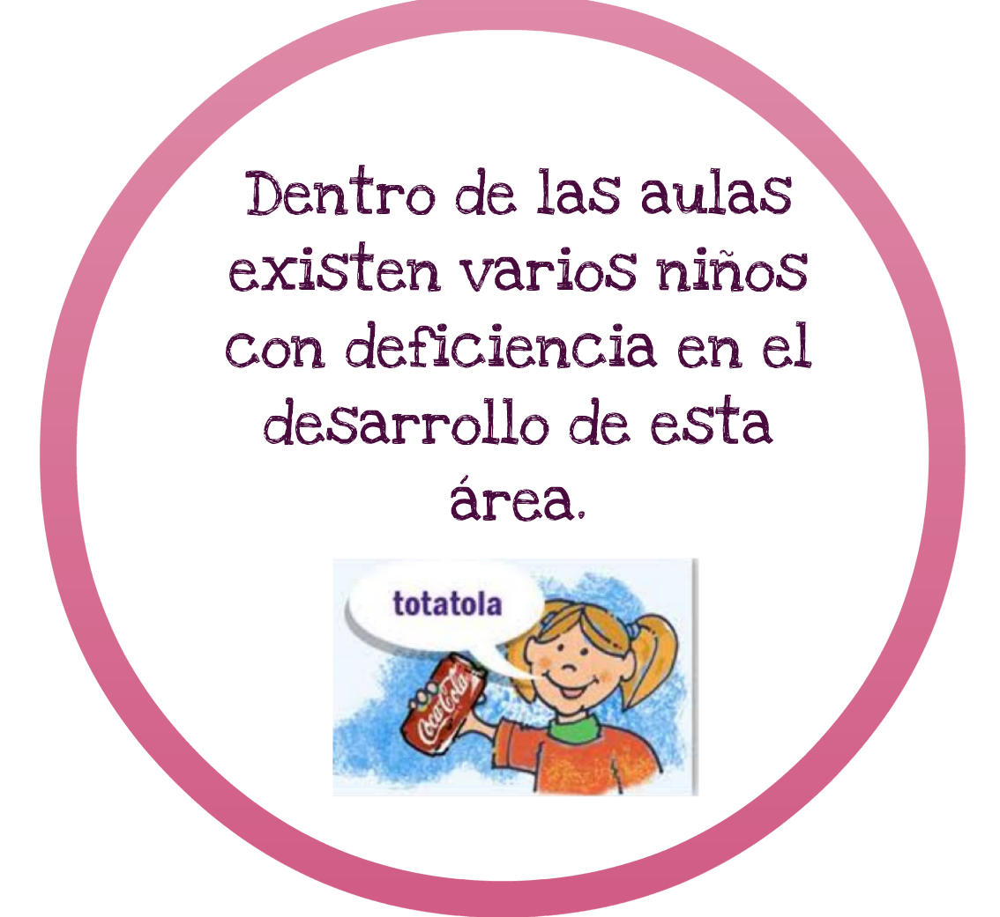 Dentro de las aulas
existen varios niños
con deficiencia en el
desarrollo de esta
área.
totatola
Coca-Cola